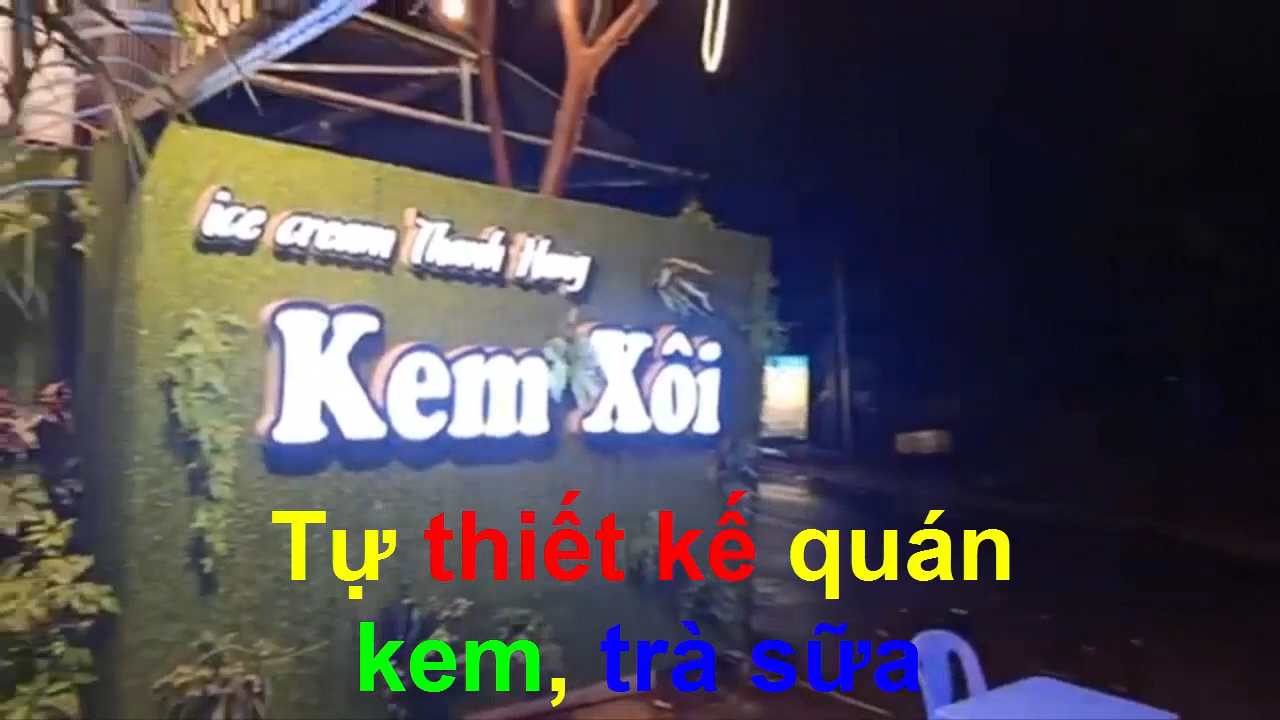 ice cream Thanh Hưng
Kem Xôi
Tự thiết kế quán
kem, trà sữa